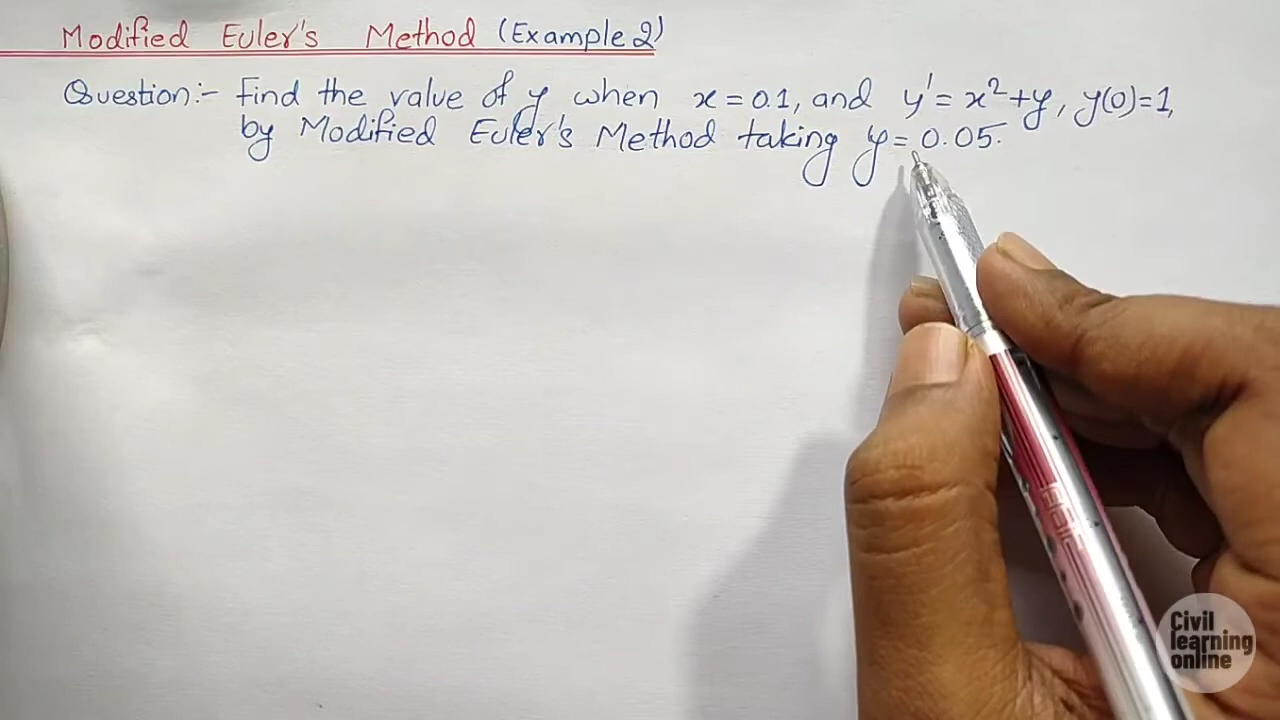 Modified Euler's Method (Example 2)
Question:- Find the value of y when x = 0.1, and y' = x²+y, y(0)=1,
by Modified Euler's Method taking y = 0.05.
Civil
learning
online